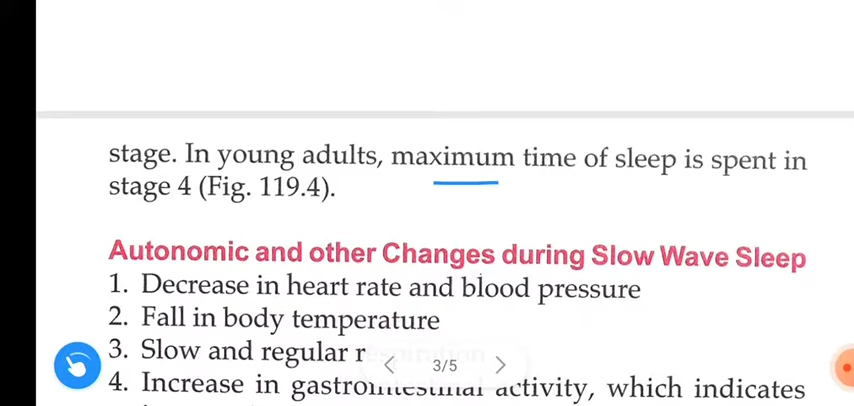 stage. In young adults, maximum time of sleep is spent in
stage 4 (Fig. 119.4).
Autonomic and other Changes during Slow Wave Sleep
1. Decrease in heart rate and blood pressure
2. Fall in body temperature
3. Slow and regular respiration
3/5
4. Increase in gastrointestinal activity, which indicates